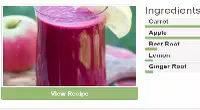 Ingredients
Carrot
Apple
Beet Root
Lemon
Ginger Root
View Recipe